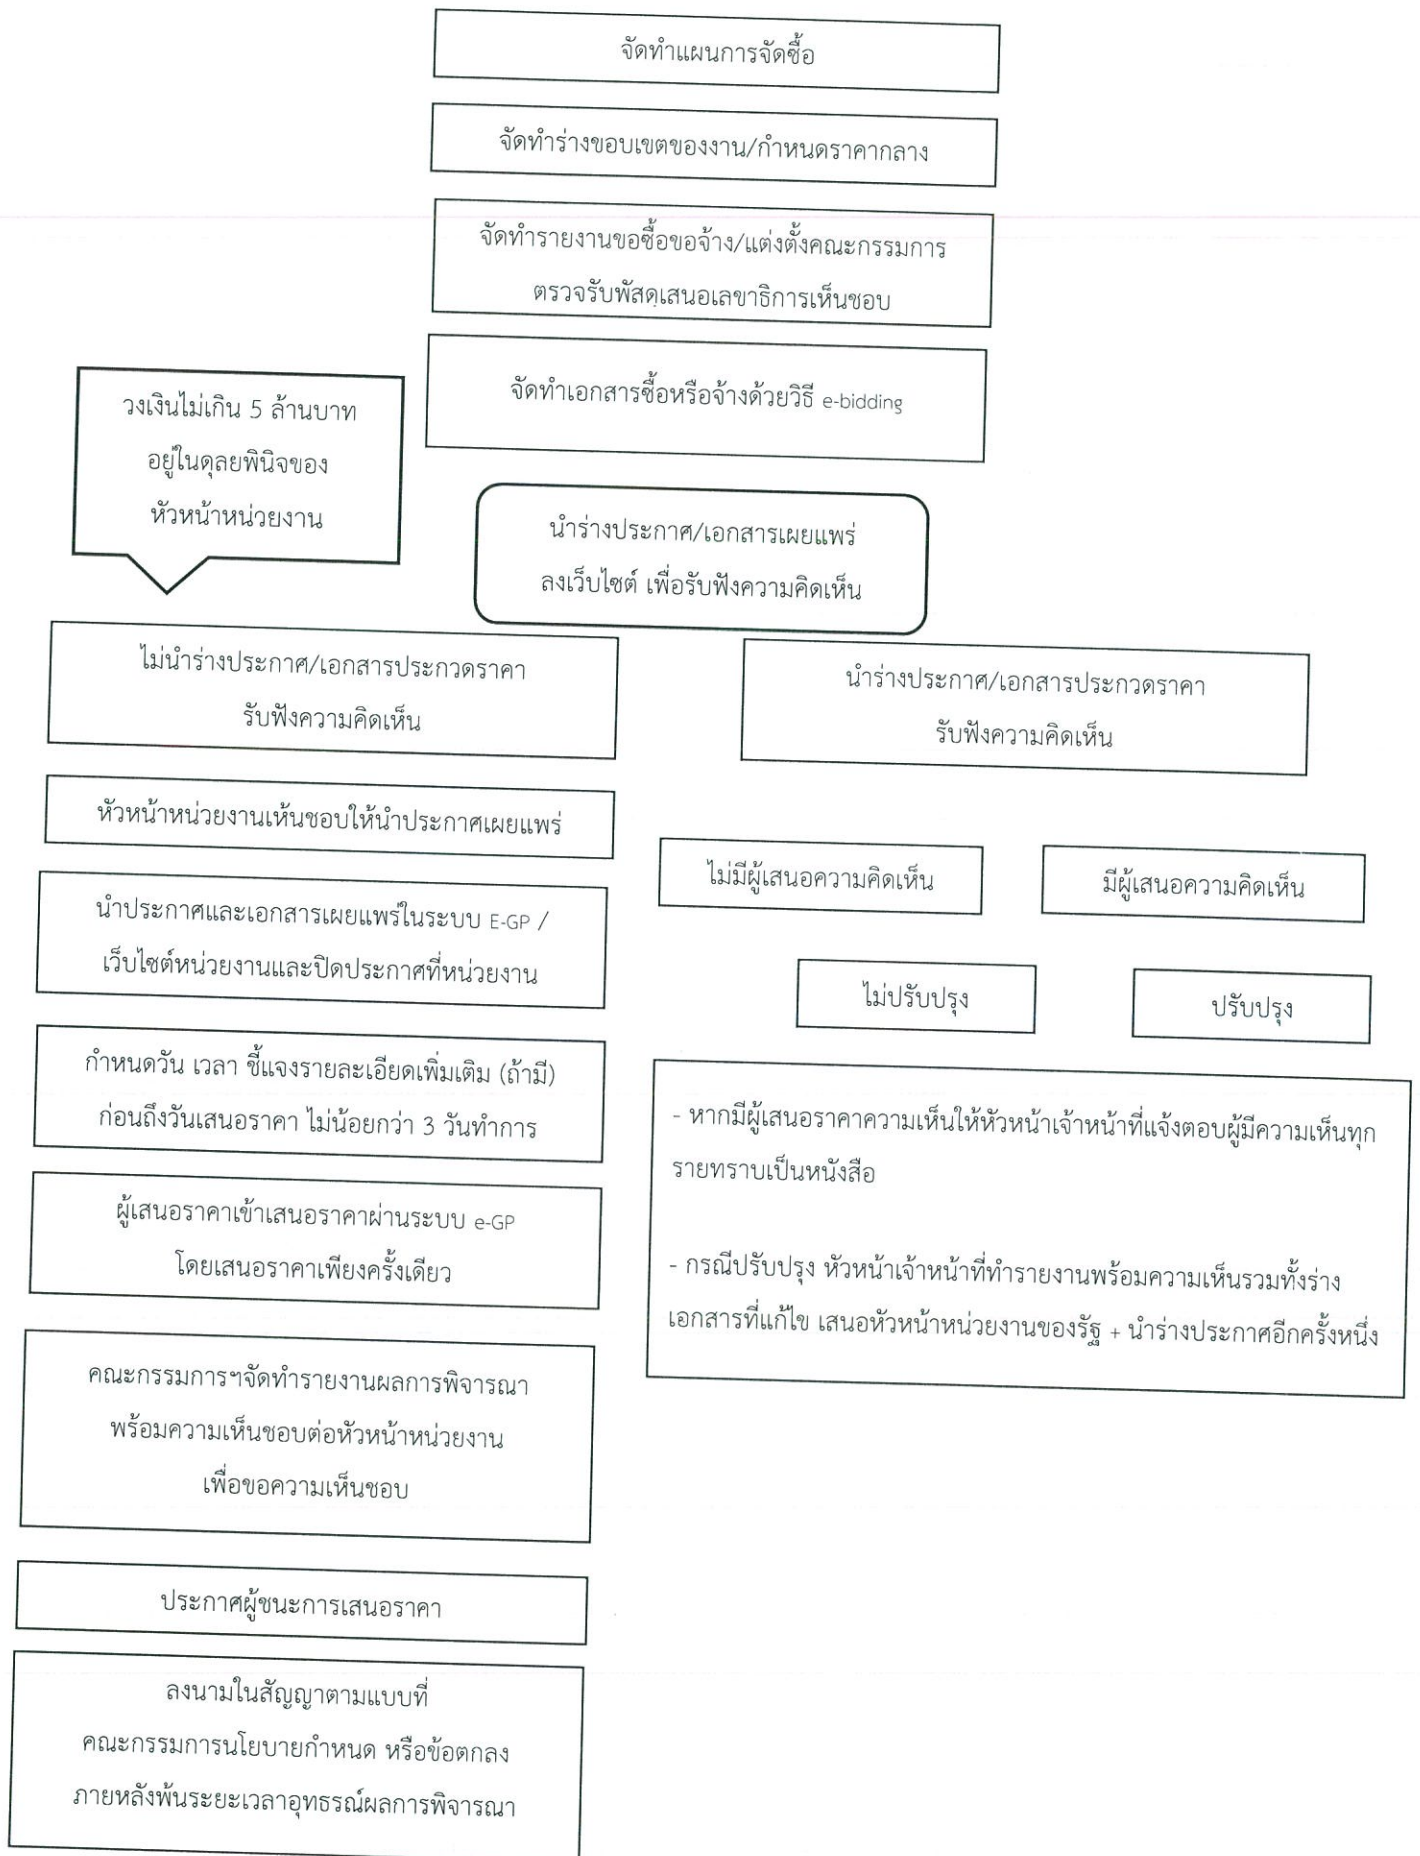 จัดทำแผนการจัดซื้อ
จัดทำร่างขอบเขตของงาน/กำหนดราคากลาง
จัดทำรายงานขอซื้อขอจ้าง/แต่งตั้งคณะกรรมการ
ตรวจรับพัสดุเสนอเลขาธิการเห็นชอบ
จัดทำเอกสารซื้อหรือจ้างด้วยวิธี e-bidding
วงเงินไม่เกิน 5 ล้านบาท
อยู่ในดุลยพินิจของ
หัวหน้าหน่วยงาน
นำร่างประกาศ/เอกสารเผยแพร่
ลงเว็บไซต์ เพื่อรับฟังความคิดเห็น
ไม่นำร่างประกาศ/เอกสารประกวดราคา
รับฟังความคิดเห็น
นำร่างประกาศ/เอกสารประกวดราคา
รับฟังความคิดเห็น
หัวหน้าหน่วยงานเห้นชอบให้นำประกาศเผยแพร่
ไม่มีผู้เสนอความคิดเห็น
มีผู้เสนอความคิดเห็น
นำประกาศและเอกสารเผยแพร่ในระบบ E-GP /
เว็บไซต์หน่วยงานและปิดประกาศที่หน่วยงาน
ไม่ปรับปรุง
ปรับปรุง
กำหนดวัน เวลา ชี้แจงรายละเอียดเพิ่มเติม (ถ้ามี)
ก่อนถึงวันเสนอราคา ไม่น้อยกว่า 3 วันทำการ
- หากมีผู้เสนอราคาความเห็นให้หัวหน้าเจ้าหน้าที่แจ้งตอบผู้มีความเห็นทุก
รายทราบเป็นหนังสือ
- กรณีปรับปรุง หัวหน้าเจ้าหน้าที่ทำรายงานพร้อมความเห็นรวมทั้งร่าง
เอกสารที่แก้ไข เสนอหัวหน้าหน่วยงานของรัฐ + นำร่างประกาศอีกครั้งหนึ่ง
ผู้เสนอราคาเข้าเสนอราคาผ่านระบบ e-GP
โดยเสนอราคาเพียงครั้งเดียว
คณะกรรมการฯจัดทำรายงานผลการพิจารณา
พร้อมความเห็นชอบต่อหัวหน้าหน่วยงาน
เพื่อขอความเห็นชอบ
ประกาศผู้ชนะการเสนอราคา
ลงนามในสัญญาตามแบบที่
คณะกรรมการนโยบายกำหนด หรือข้อตกลง
ภายหลังพ้นระยะเวลาอุทธรณ์ผลการพิจารณา